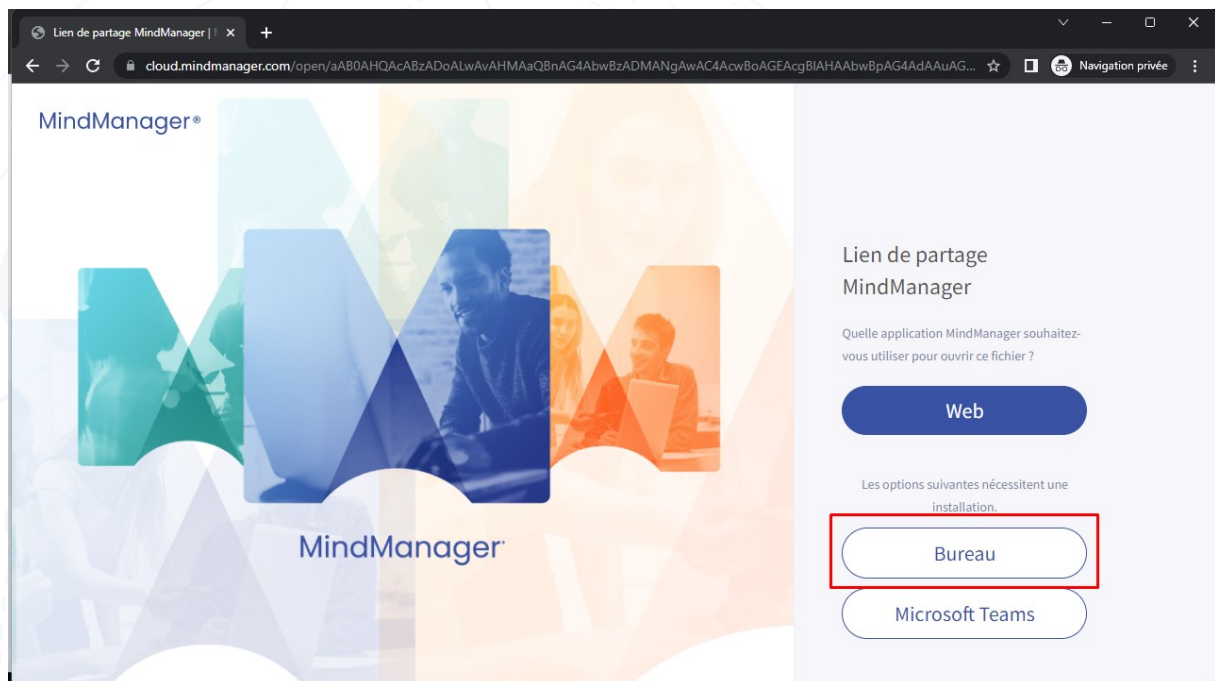 Lien de partage MindManager |
cloud.mindmanager.com/open/aAB0AHQAcABzADoALwAvAHMAaQBnAG4AbwBzADMANgAwAC4AcwBoAGEAcgBlAHAAbwBpAG4AdAAuAG...
Navigation privée
MindManager®
Lien de partage
MindManager
Quelle application MindManager souhaitez-
vous utiliser pour ouvrir ce fichier ?
Web
Les options suivantes nécessitent une
installation.
MindManager
Bureau
Microsoft Teams